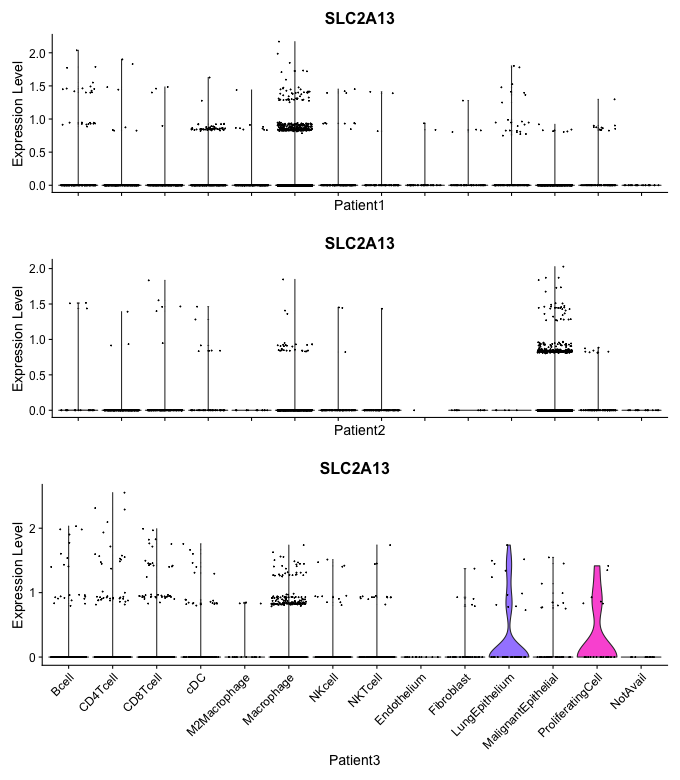 SLC2A13
2.0
1.5
1.0
0.5
0.0
Expression Level
Patient1
SLC2A13
2.0
1.5
1.0
0.5
0.0
Expression Level
Patient2
SLC2A13
2
1
0
Expression Level
Bcell
CD4Tcell
CD8Tcell
cDC
M2Macrophage
Macrophage
NKcell
NKTcell
Endothelium
Fibroblast
LungEpithelium
MalignantEpithelial
ProliferatingCell
NotAvail
Patient3